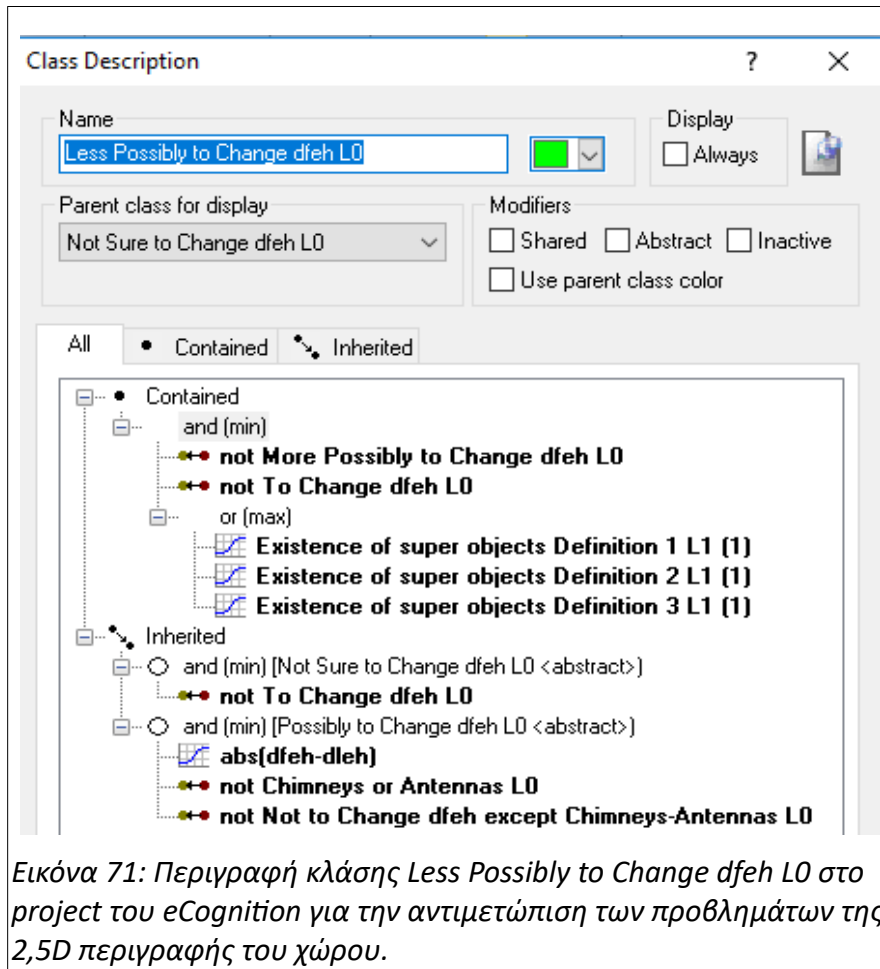 Class Description ?
Name
Less Possibly to Change dfeh L0
Display
Always
Parent class for display
Not Sure to Change dfeh L0
Modifiers
Shared Abstract Inactive
Use parent class color
All Contained Inherited
Contained
and (min)
not More Possibly to Change dfeh L0
not To Change dfeh L0
or (max)
Existence of super objects Definition 1 L1 (1)
Existence of super objects Definition 2 L1 (1)
Existence of super objects Definition 3 L1 (1)
Inherited
and (min) [Not Sure to Change dfeh L0 <abstract>)
not To Change dfeh L0
and (min) [Possibly to Change dfeh L0 <abstract>)
abs(dfeh-dleh)
not Chimneys or Antennas L0
not Not to Change dfeh except Chimneys-Antennas L0
Εικόνα 71: Περιγραφή κλάσης Less Possibly to Change dfeh L0 στο
project του eCognition για την αντιμετώπιση των προβλημάτων της
2,5D περιγραφής του χώρου.